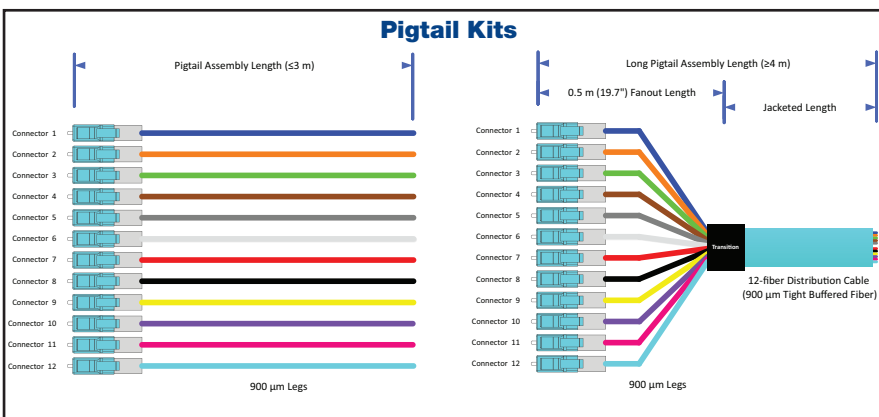 Pigtail Kits
Pigtail Assembly Length (≤3 m)
Connector 1
Connector 2
Connector 3
Connector 4
Connector 5
Connector 6
Connector 7
Connector 8
Connector 9
Connector 10
Connector 11
Connector 12
900 µm Legs
Long Pigtail Assembly Length (≥4 m)
0.5 m (19.7") Fanout Length
Jacketed Length
Connector 1
Connector 2
Connector 3
Connector 4
Connector 5
Connector 6
Connector 7
Connector 8
Connector 9
Connector 10
Connector 11
Connector 12
Transition
12-fiber Distribution Cable
(900 µm Tight Buffered Fiber)
900 µm Legs